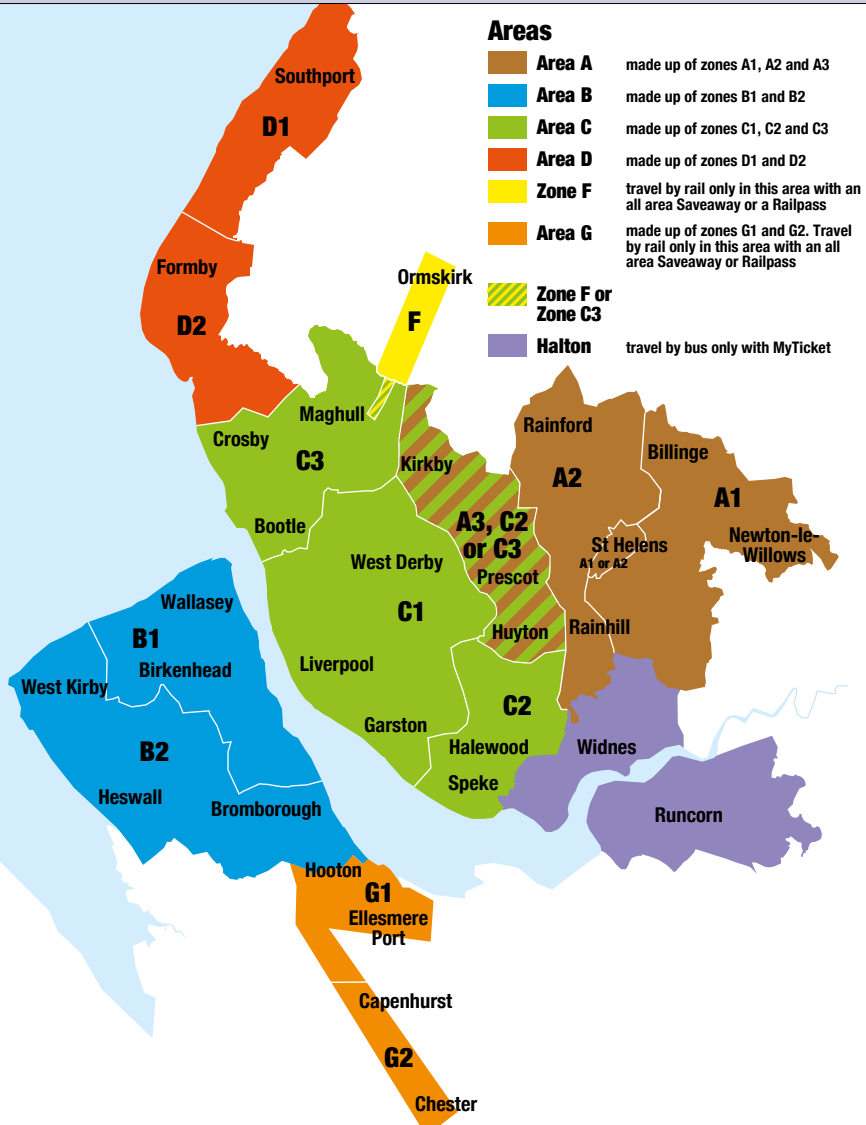 Areas
Area A made up of zones A1, A2 and A3
Area B made up of zones B1 and B2
Area C made up of zones C1, C2 and C3
Area D made up of zones D1 and D2
Zone F travel by rail only in this area with an
all area Saveaway or a Railpass
Area G made up of zones G1 and G2. Travel
by rail only in this area with an all
area Saveaway or Railpass
Zone F or
Zone C3
Halton travel by bus only with MyTicket
Southport
D1
Formby
D2
Ormskirk
F
Maghull
Crosby
C3
Bootle
Kirkby
A3, C2
or C3
Prescot
Huyton
Rainford
A2
Billinge
A1
Newton-le-
Willows
St Helens
A1 or A2
Rainhill
West Derby
C1
Liverpool
Garston
C2
Halewood
Speke
Wallasey
B1
Birkenhead
West Kirby
B2
Heswall
Bromborough
Widnes
Runcorn
Hooton
G1
Ellesmere
Port
Capenhurst
G2
Chester